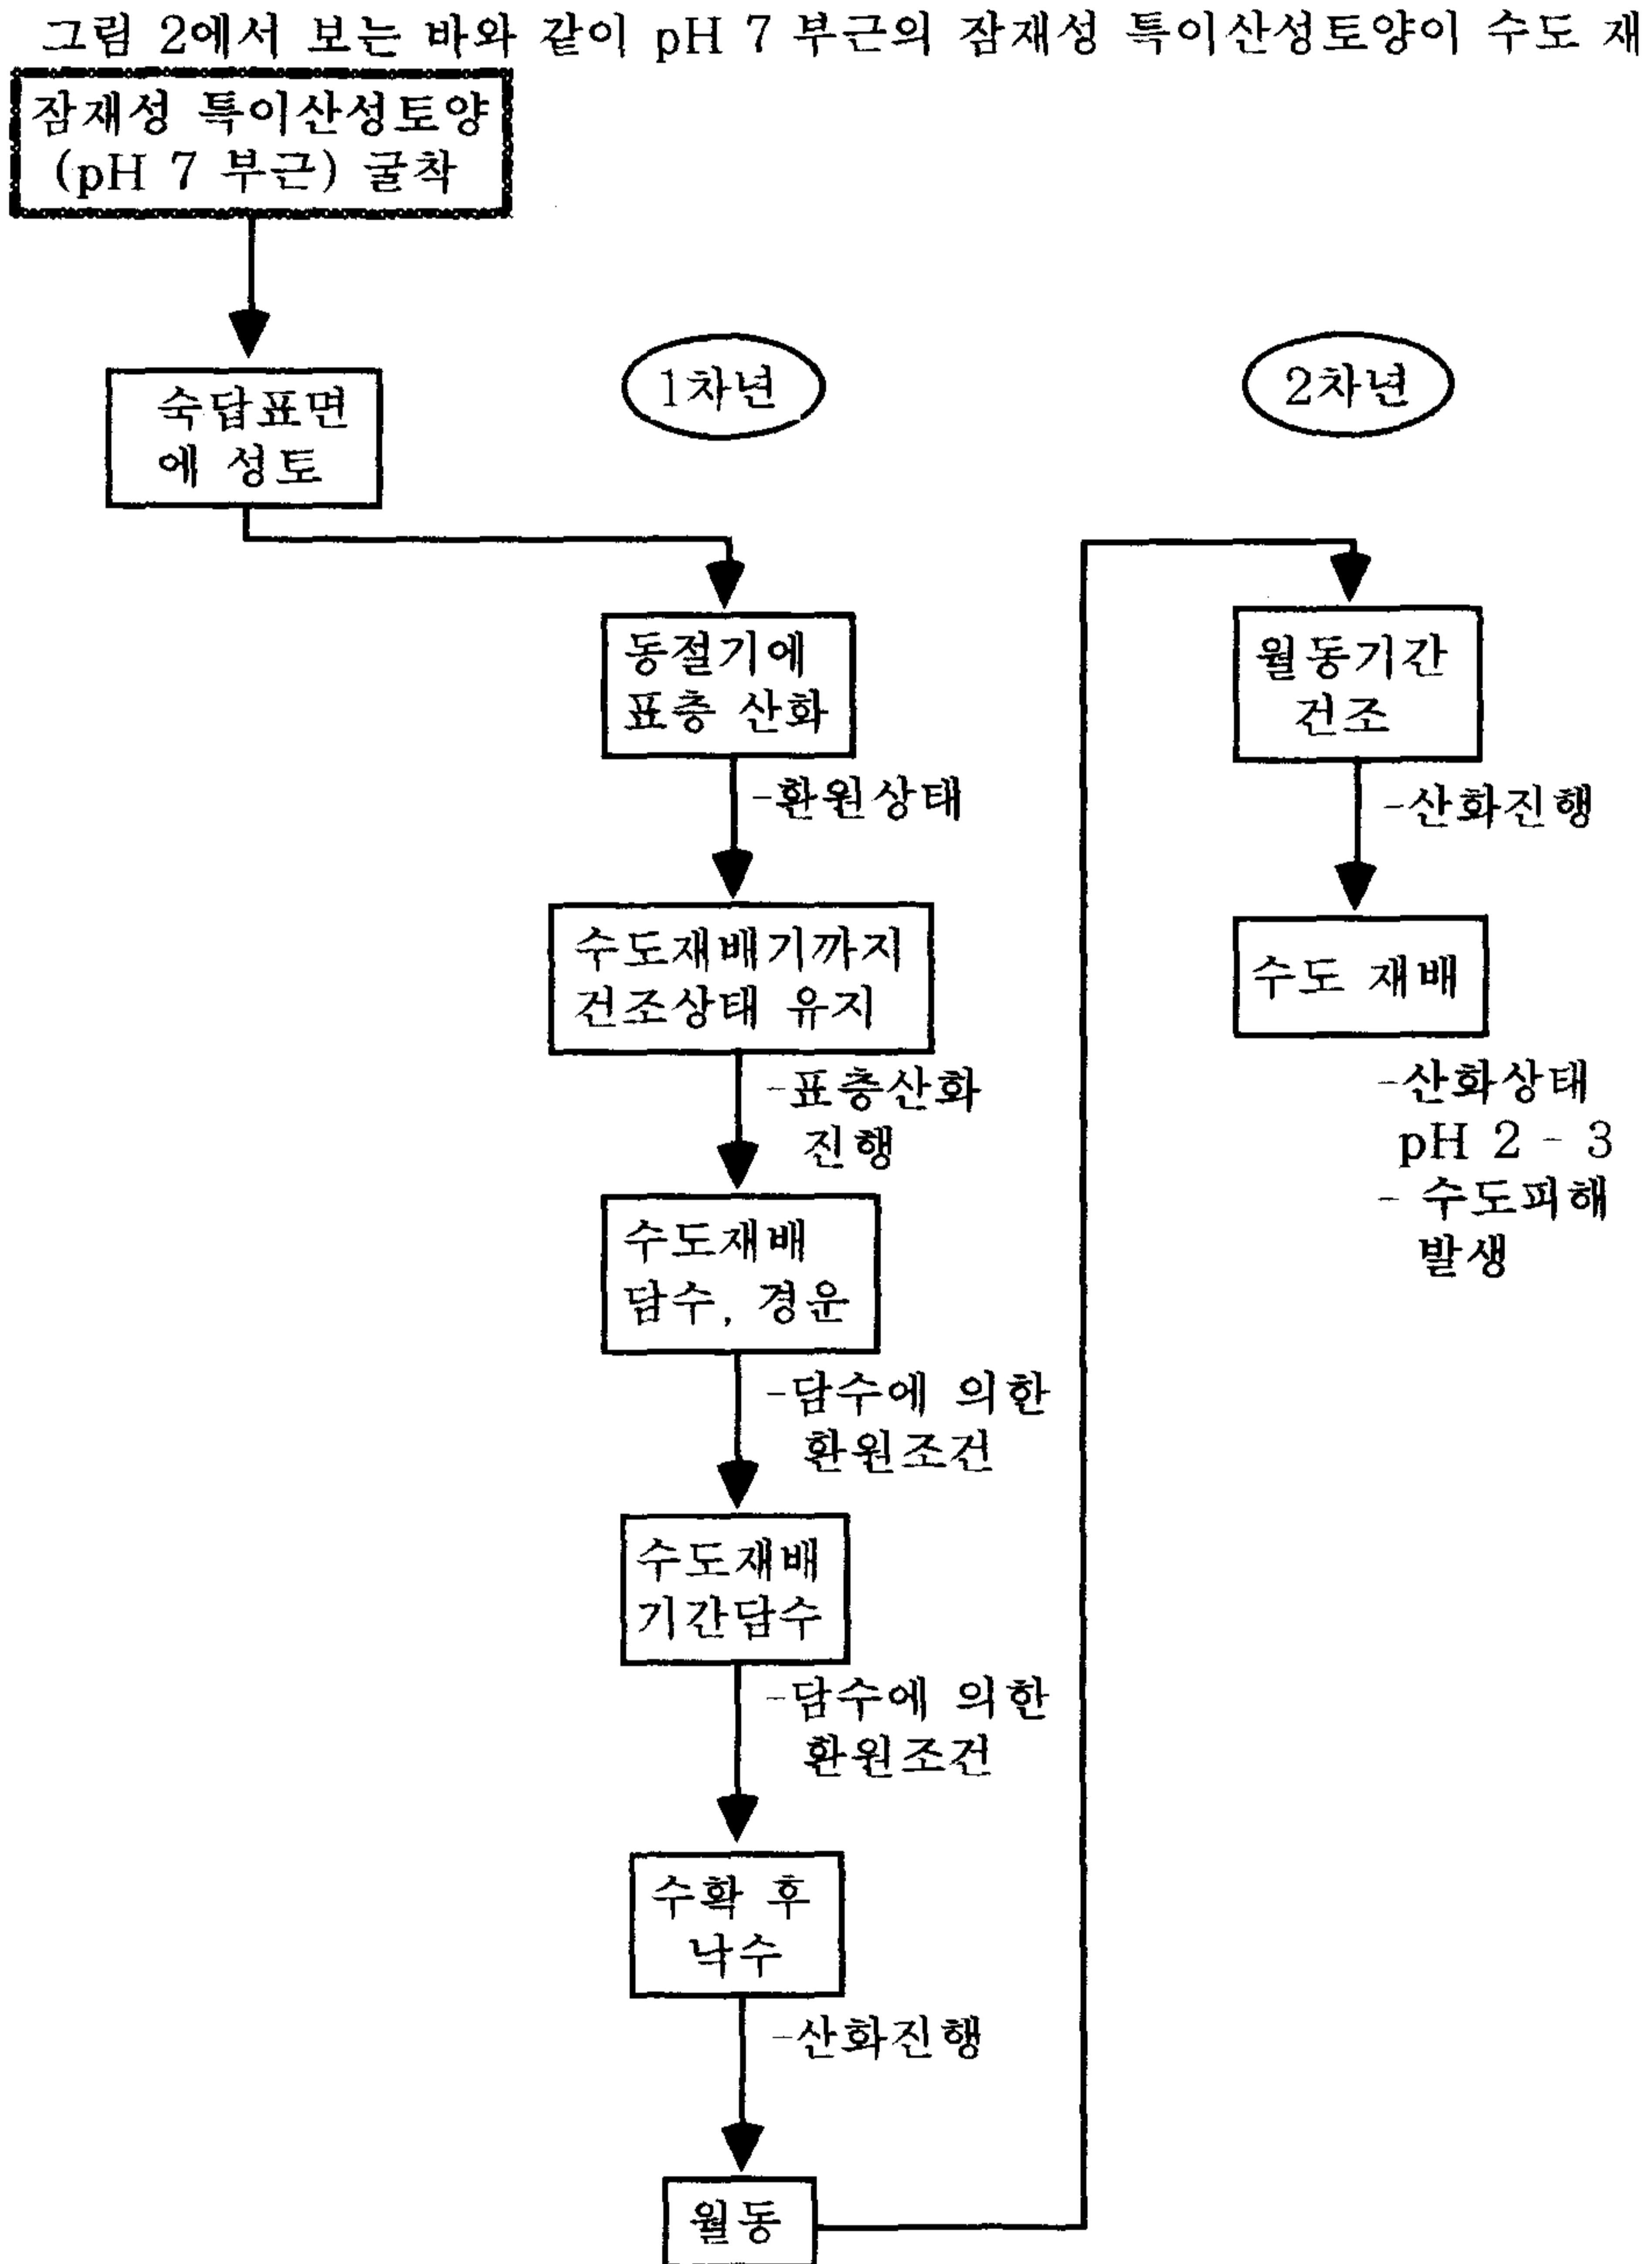 그림 2에서 보는 바와 같이 pH 7 부근의 잠재성 특이산성토양이 수도 재
잠재성 특이산성토양
(pH 7 부근) 굴착
숙답표면
에 성토
1차년
동절기에
표층 산화
-환원상태
수도재배기까지
건조상태 유지
-표층산화
진행
수도재배
담수, 경운
-담수에 의한
환원조건
수도재배
기간담수
-담수에 의한
환원조건
수확 후
낙수
-산화진행
월동
2차년
월동기간
건조
-산화진행
수도 재배
-산화상태
pH 2 - 3
- 수도피해
발생